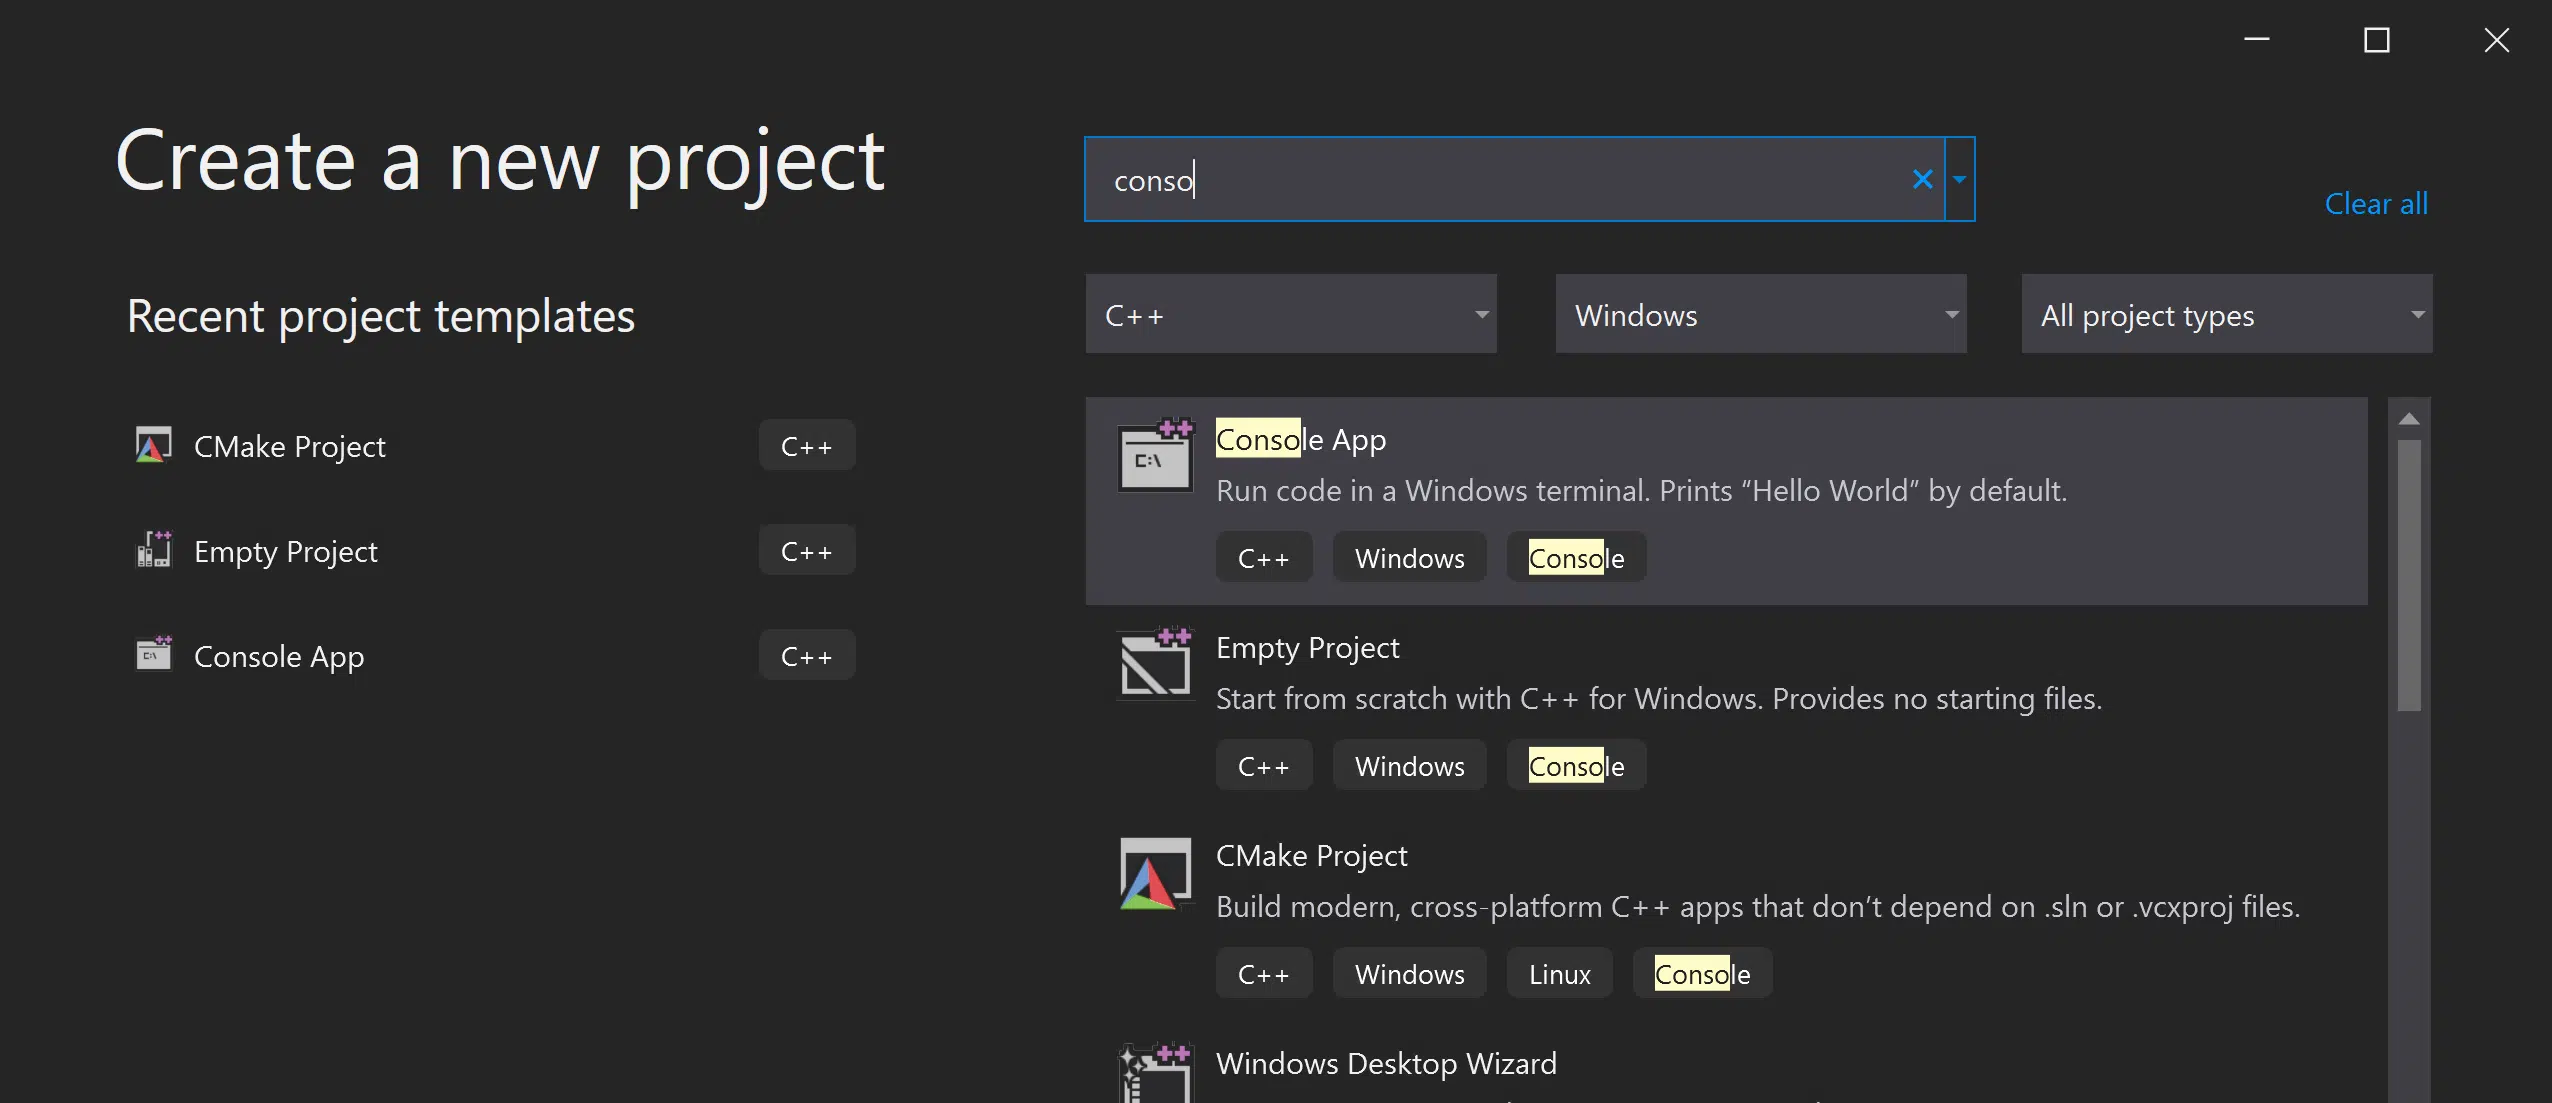 Create a new project
conso
Clear all
C++
Windows
All project types
Recent project templates
CMake Project
C++
Empty Project
C++
Console App
C++
Console App
Run code in a Windows terminal. Prints “Hello World” by default.
C++ Windows Console
Empty Project
Start from scratch with C++ for Windows. Provides no starting files.
C++ Windows Console
CMake Project
Build modern, cross-platform C++ apps that don’t depend on .sln or .vcxproj files.
C++ Windows Linux Console
Windows Desktop Wizard